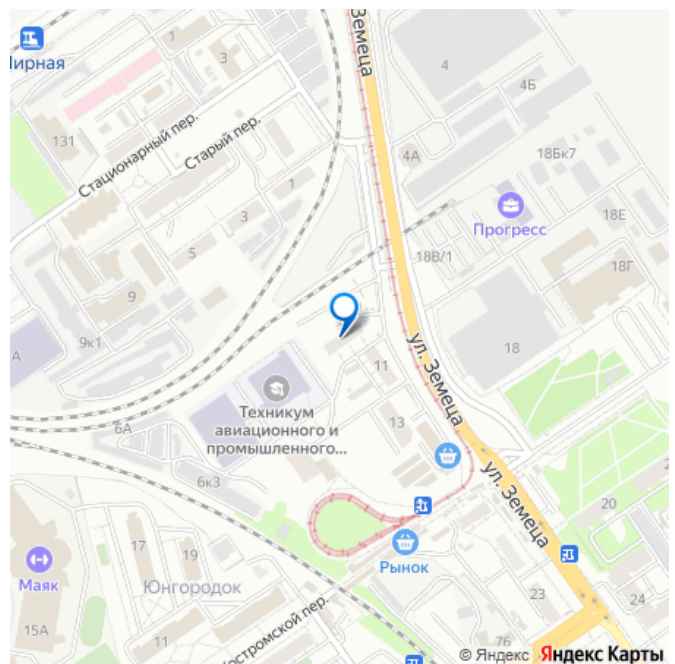 Мирная
1
3
131
Стационарный пер.
Старый пер.
1
3
5
9
9к1
А
Земеца
4
4Б
4А
18Бк7
Прогресс
18Е
18В/1
18Г
18
ул. Земеца
11
13
Техникум
авиационного и
промышленного...
6А
6к3
17
19
Юнгородок
Маяк
15А
11
Костромской пер.
Рынок
ул. Земеца
20
23
24
7Б
© Яндекс Яндекс Карты